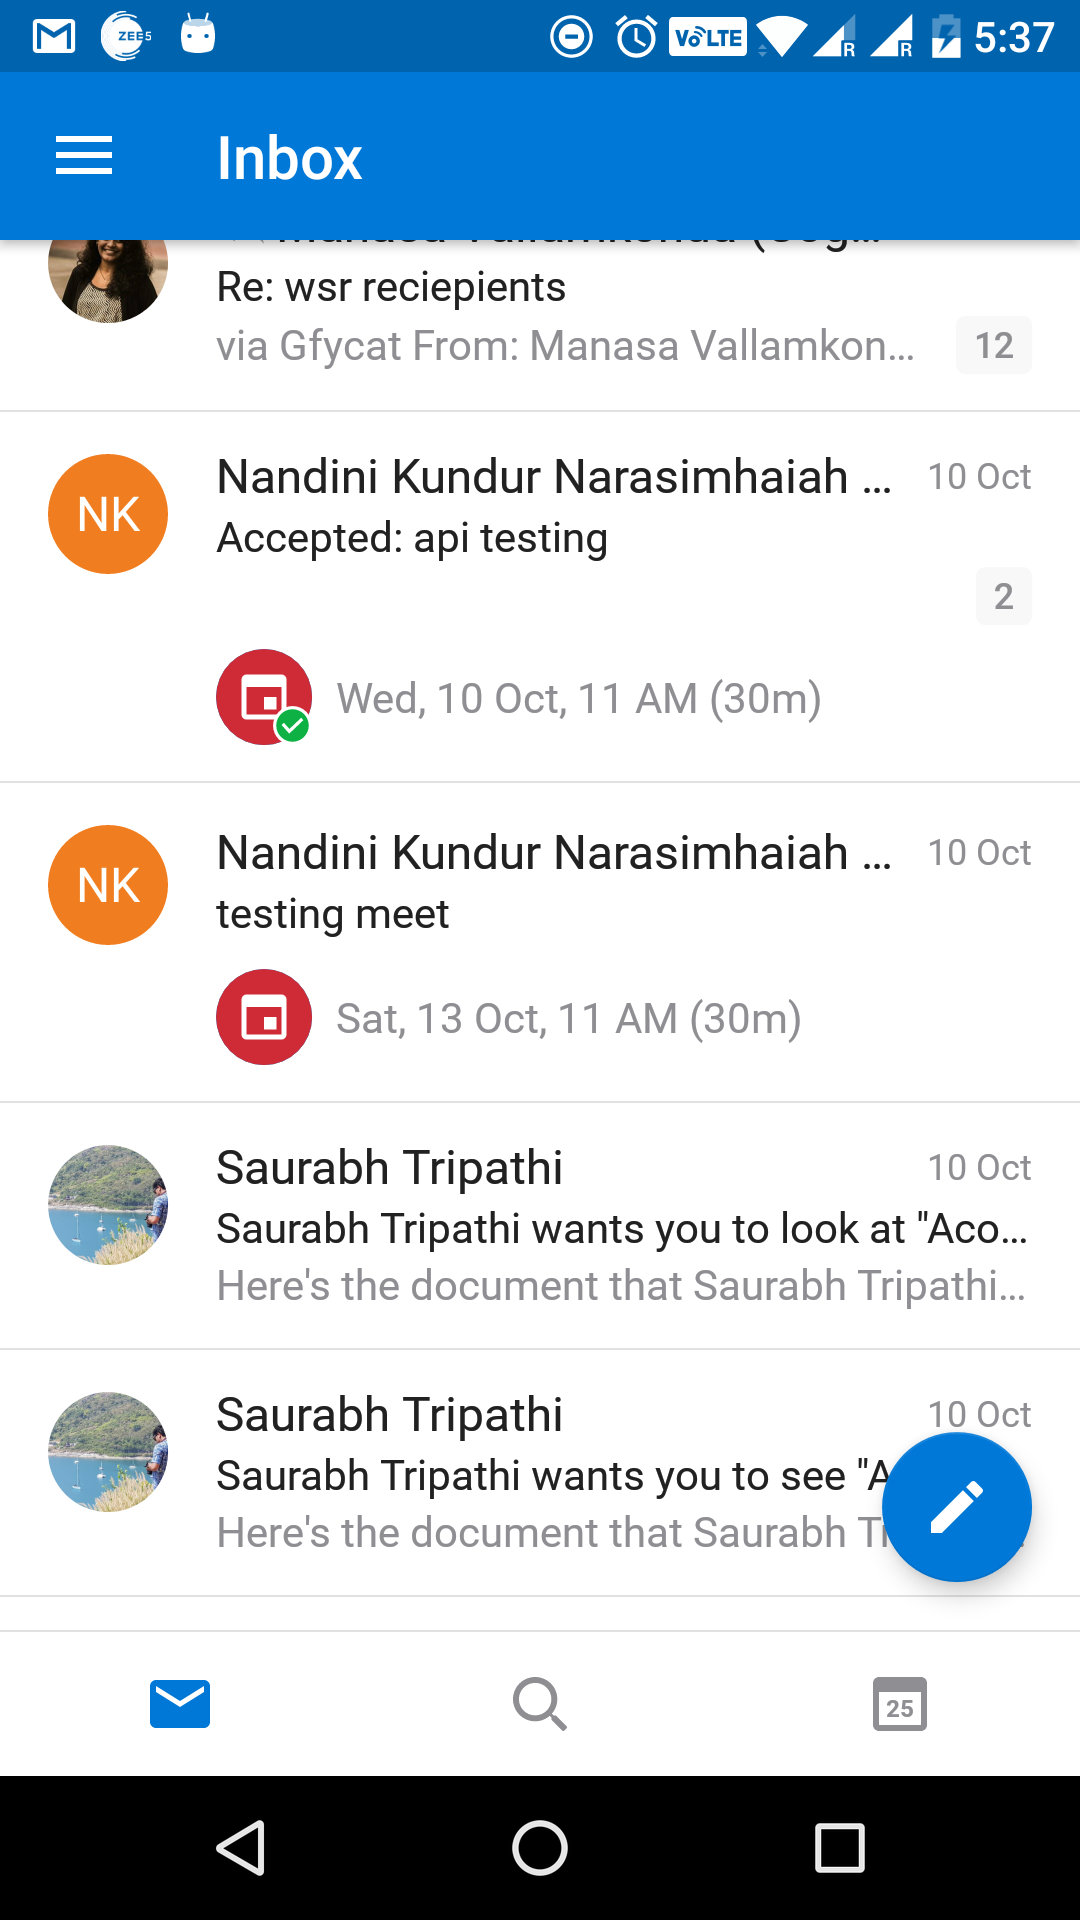 ZEE5
VoLTE
R
R
5:37
Inbox
Re: wsr reciepients
via Gfycat From: Manasa Vallamkon...
12
NK
Nandini Kundur Narasimhaiah ...
10 Oct
Accepted: api testing
2
Wed, 10 Oct, 11 AM (30m)
NK
Nandini Kundur Narasimhaiah ...
10 Oct
testing meet
Sat, 13 Oct, 11 AM (30m)
Saurabh Tripathi
10 Oct
Saurabh Tripathi wants you to look at "Aco...
Here's the document that Saurabh Tripathi...
Saurabh Tripathi
10 Oct
Saurabh Tripathi wants you to see "A
Here's the document that Saurabh
25